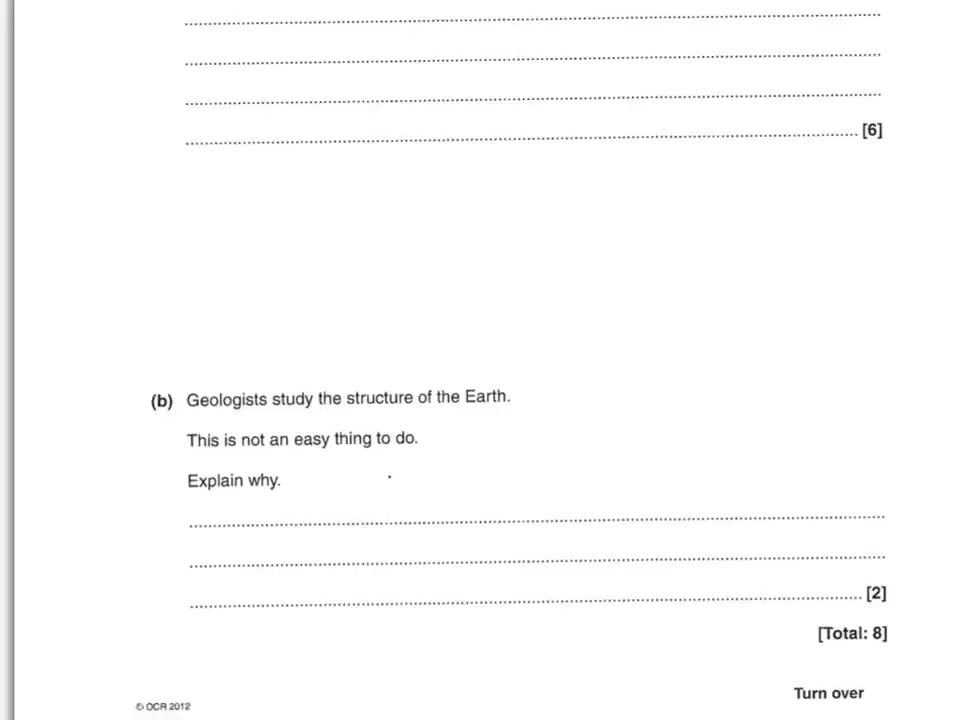 [6]
(b) Geologists study the structure of the Earth.
This is not an easy thing to do.
Explain why.
[2]
[Total: 8]
Turn over
© OCR 2012